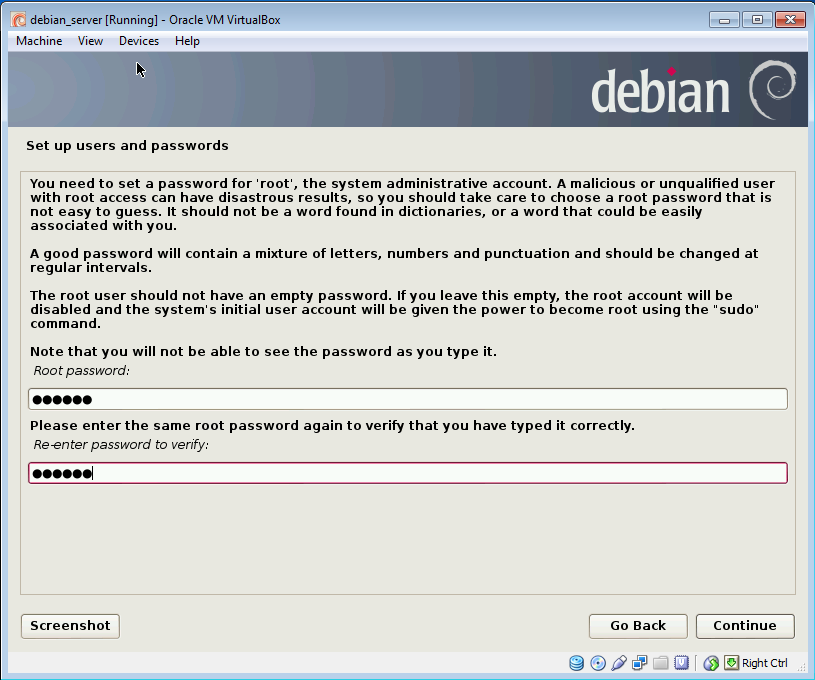 debian_server [Running] - Oracle VM VirtualBox
Machine View Devices Help
debian
Set up users and passwords
You need to set a password for 'root', the system administrative account. A malicious or unqualified user
with root access can have disastrous results, so you should take care to choose a root password that is
not easy to guess. It should not be a word found in dictionaries, or a word that could be easily
associated with you.
A good password will contain a mixture of letters, numbers and punctuation and should be changed at
regular intervals.
The root user should not have an empty password. If you leave this empty, the root account will be
disabled and the system's initial user account will be given the power to become root using the "sudo"
command.
Note that you will not be able to see the password as you type it.
Root password:
●●●●●●
Please enter the same root password again to verify that you have typed it correctly.
Re-enter password to verify:
●●●●●●
Screenshot Go Back Continue
Right Ctrl